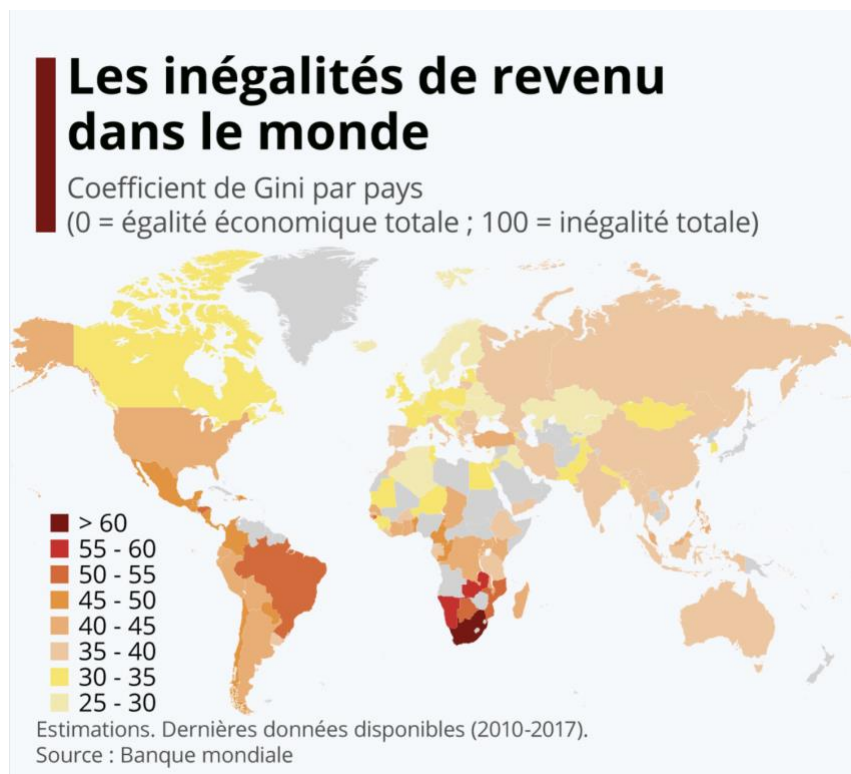 Les inégalités de revenu
dans le monde
Coefficient de Gini par pays
(0 = égalité économique totale ; 100 = inégalité totale)
> 60
55 - 60
50 - 55
45 - 50
40 - 45
35 - 40
30 - 35
25 - 30
Estimations. Dernières données disponibles (2010-2017).
Source : Banque mondiale